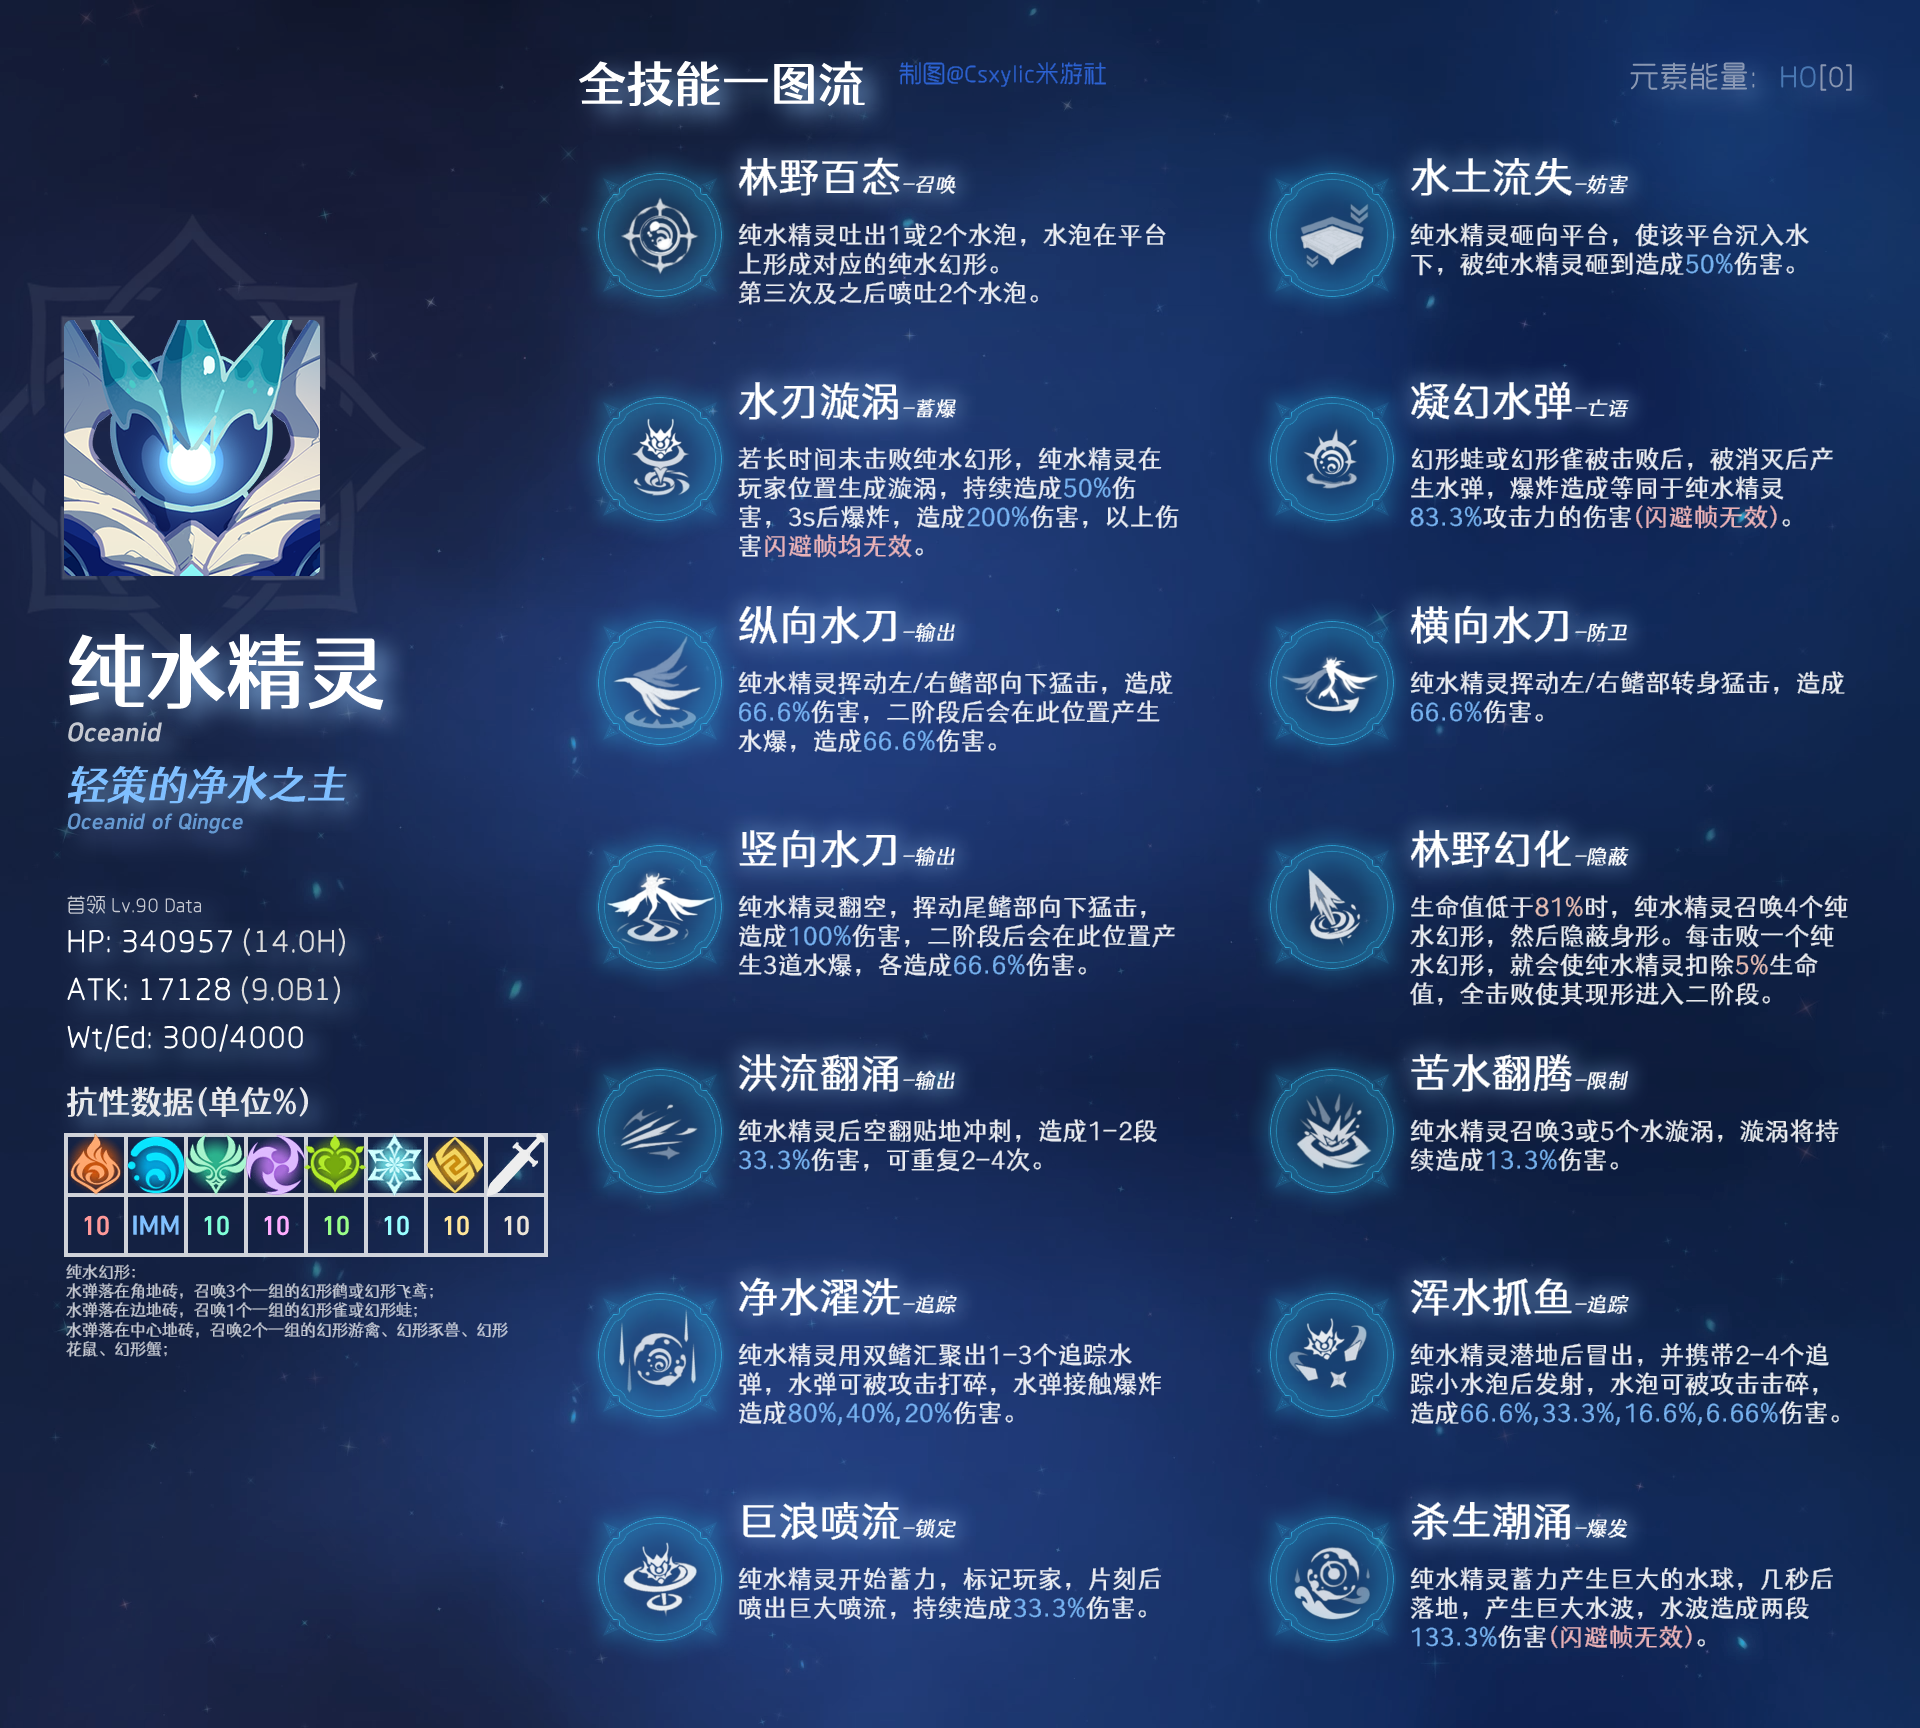 全技能一图流
制图@Csxylic米游社
元素能量: HO[0]
纯水精灵
Oceanid
轻策的净水之主
Oceanid of Qingce
首领 Lv.90 Data
HP: 340957 (14.0H)
ATK: 17128 (9.0B1)
Wt/Ed: 300/4000
抗性数据(单位%)
10 IMM 10 10 10 10 10 10
纯水幻形:
水弹落在角地砖，召唤3个一组的幻形鹤或幻形飞鸢;
水弹落在边地砖，召唤1个一组的幻形雀或幻形蛙;
水弹落在中心地砖，召唤2个一组的幻形游禽、幻形豕兽、幻形
花鼠、幻形蟹;
林野百态-召唤
纯水精灵吐出1或2个水泡，水泡在平台
上形成对应的纯水幻形。
第三次及之后喷吐2个水泡。
水土流失-妨害
纯水精灵砸向平台，使该平台沉入水
下，被纯水精灵砸到造成50%伤害。
水刃漩涡-蓄爆
若长时间未击败纯水幻形，纯水精灵在
玩家位置生成漩涡，持续造成50%伤
害，3s后爆炸，造成200%伤害，以上伤
害闪避帧均无效。
凝幻水弹-亡语
幻形蛙或幻形雀被击败后，被消灭后产
生水弹，爆炸造成等同于纯水精灵
83.3%攻击力的伤害(闪避帧无效)。
纵向水刀-输出
纯水精灵挥动左/右鳍部向下猛击，造成
66.6%伤害，二阶段后会在此位置产生
水爆，造成66.6%伤害。
横向水刀-防卫
纯水精灵挥动左/右鳍部转身猛击，造成
66.6%伤害。
竖向水刀-输出
纯水精灵翻空，挥动尾鳍部向下猛击，
造成100%伤害，二阶段后会在此位置产
生3道水爆，各造成66.6%伤害。
林野幻化-隐蔽
生命值低于81%时，纯水精灵召唤4个纯
水幻形，然后隐蔽身形。每击败一个纯
水幻形，就会使纯水精灵扣除5%生命
值，全击败使其现形进入二阶段。
洪流翻涌-输出
纯水精灵后空翻贴地冲刺，造成1-2段
33.3%伤害，可重复2-4次。
苦水翻腾-限制
纯水精灵召唤3或5个水漩涡，漩涡将持
续造成13.3%伤害。
净水濯洗-追踪
纯水精灵用双鳍汇聚出1-3个追踪水
弹，水弹可被攻击打碎，水弹接触爆炸
造成80%,40%,20%伤害。
浑水抓鱼-追踪
纯水精灵潜地后冒出，并携带2-4个追
踪小水泡后发射，水泡可被攻击击碎，
造成66.6%,33.3%,16.6%,6.66%伤害。
巨浪喷流-锁定
纯水精灵开始蓄力，标记玩家，片刻后
喷出巨大喷流，持续造成33.3%伤害。
杀生潮涌-爆发
纯水精灵蓄力产生巨大的水球，几秒后
落地，产生巨大水波，水波造成两段
133.3%伤害(闪避帧无效)。